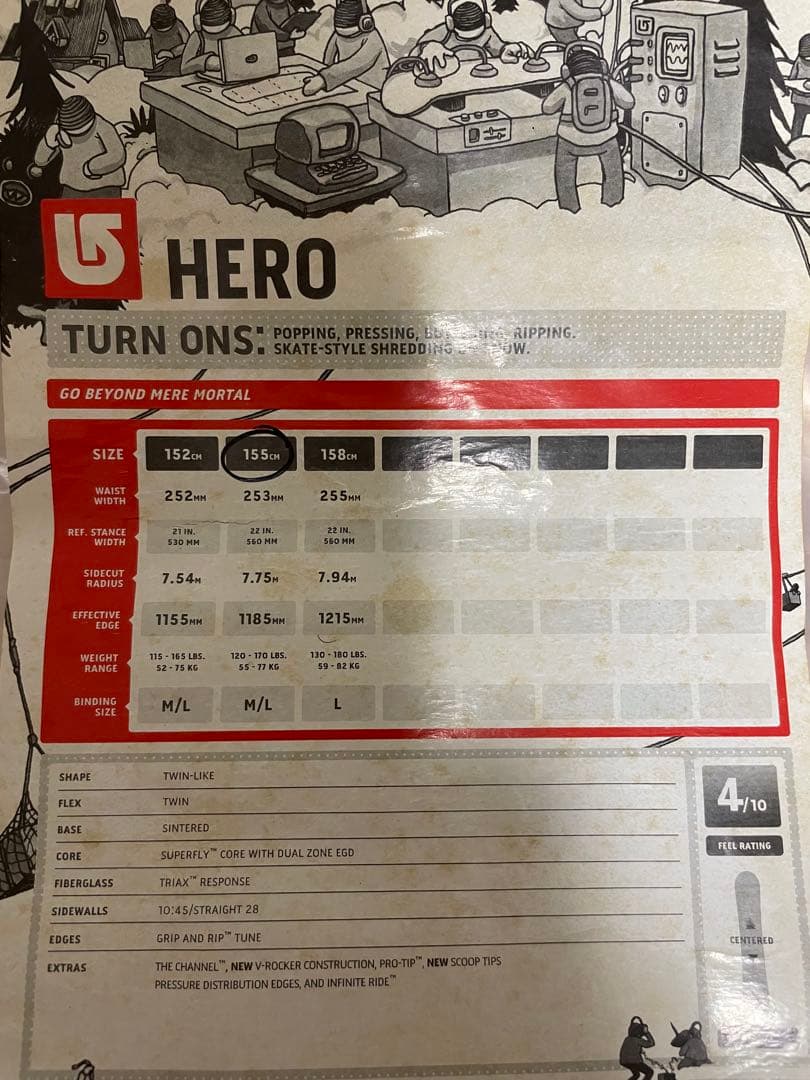 HERO
TURN ONS: POPPING, PRESSING, RIPPING.
SKATE-STYLE SHREDDING
GO BEYOND MERE MORTAL
SIZE 152CM 155CM 158CM
WAIST WIDTH 252MM 253MM 255MM
REF. STANCE WIDTH 21 IN. 530 MM 22 IN. 560 MM 22 IN. 560 MM
SIDECUT RADIUS 7.54M 7.75M 7.94M
EFFECTIVE EDGE 1155MM 1185MM 1215MM
WEIGHT RANGE 115 - 165 LBS. 52 - 75 KG 120 - 170 LBS. 55 - 77 KG 130 - 180 LBS. 59 - 82 KG
BINDING SIZE M/L M/L L
SHAPE TWIN-LIKE
FLEX TWIN
BASE SINTERED
CORE SUPERFLY™ CORE WITH DUAL ZONE EGD
FIBERGLASS TRIAX™ RESPONSE
SIDEWALLS 10:45/STRAIGHT 28
EDGES GRIP AND RIP™ TUNE
EXTRAS THE CHANNEL™, NEW V-ROCKER CONSTRUCTION, PRO-TIP™, NEW SCOOP TIPS
PRESSURE DISTRIBUTION EDGES, AND INFINITE RIDE™
4/10
FEEL RATING
CENTERED